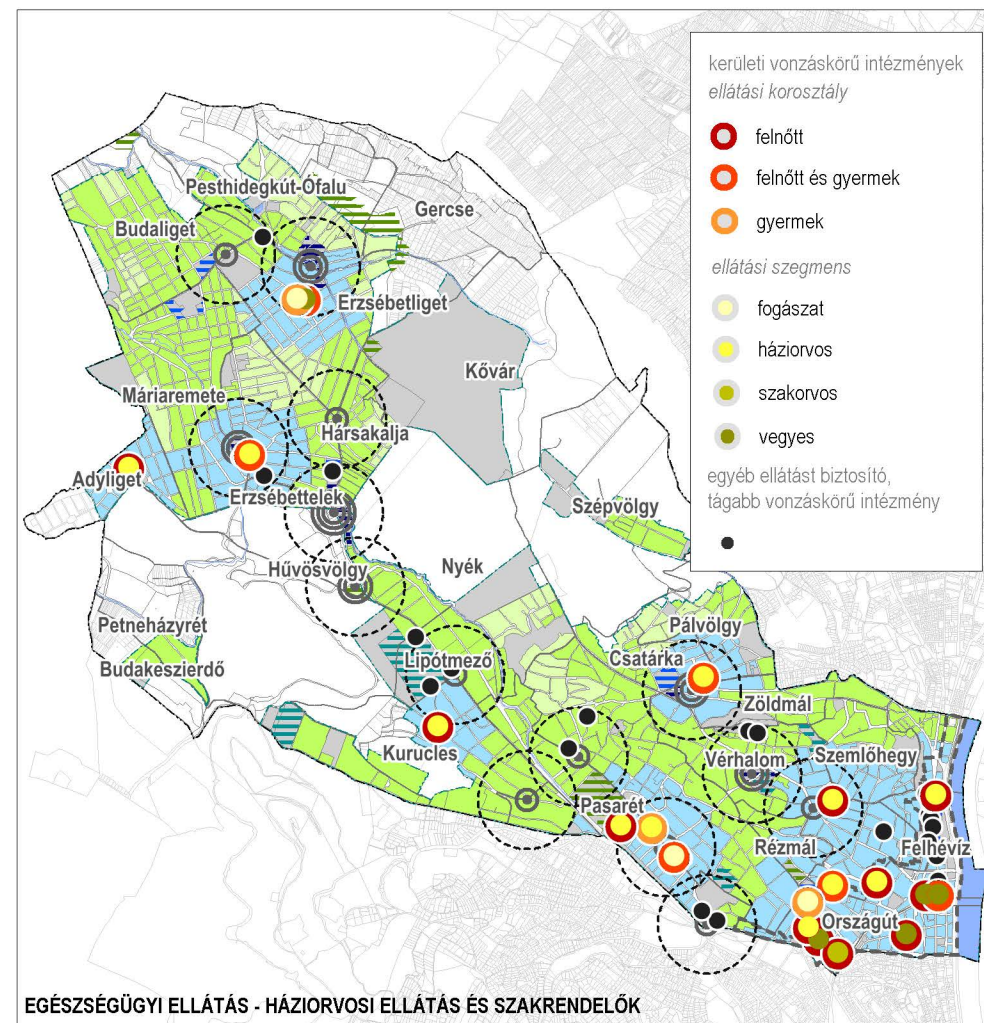 kerületi vonzáskörű intézmények
ellátási korosztály
felnőtt
felnőtt és gyermek
gyermek
ellátási szegmens
fogászat
háziorvos
szakorvos
vegyes
egyéb ellátást biztosító,
tágabb vonzáskörű intézmény
Pesthidegkút-Ófalu
Gercse
Budaliget
Erzsébetliget
Kővár
Máriaremete
Hársakalja
Adyliget
Erzsébettelek
Szépvölgy
Hűvösvölgy
Nyék
Petneházyrét
Pálvölgy
Budakeszierdő
Lipótmező
Csatárka
Zöldmál
Kurucles
Vérhalom
Szemlőhegy
Pasarét
Rézmál
Felhévíz
Országút
EGÉSZSÉGÜGYI ELLÁTÁS - HÁZIORVOSI ELLÁTÁS ÉS SZAKRENDELŐK